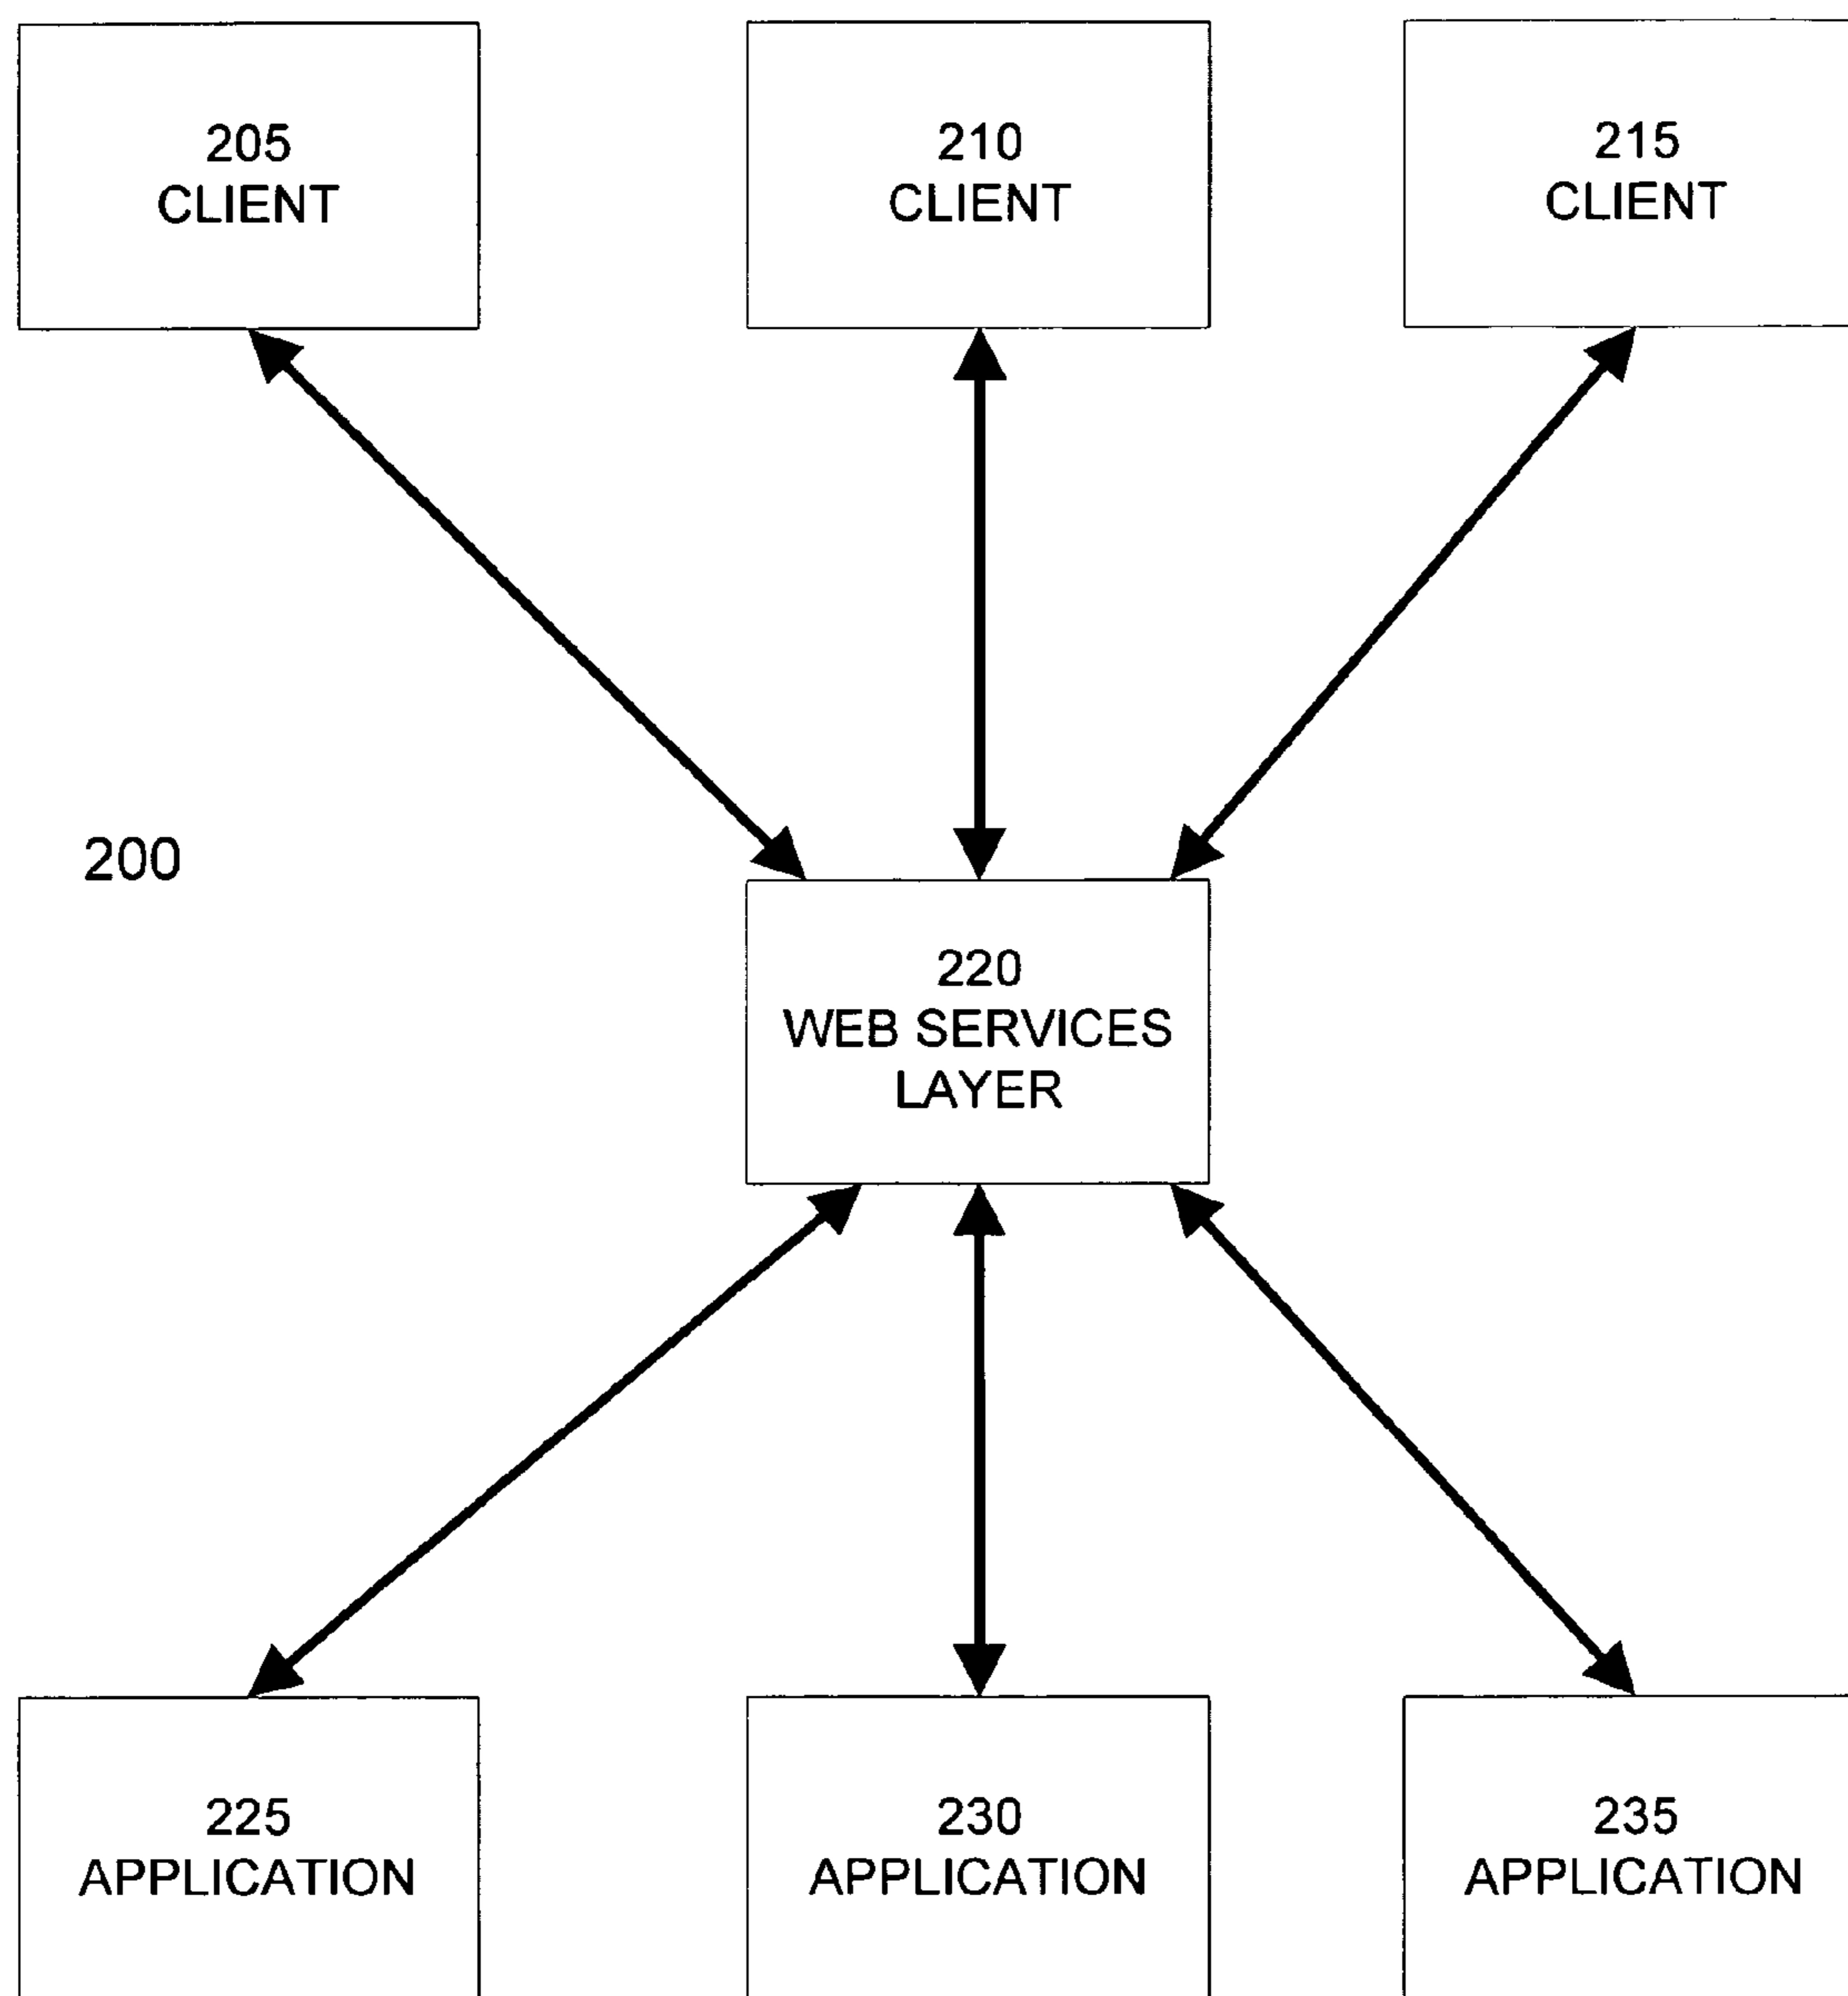 205
CLIENT
210
CLIENT
215
CLIENT
200
220
WEB SERVICES
LAYER
225
APPLICATION
230
APPLICATION
235
APPLICATION